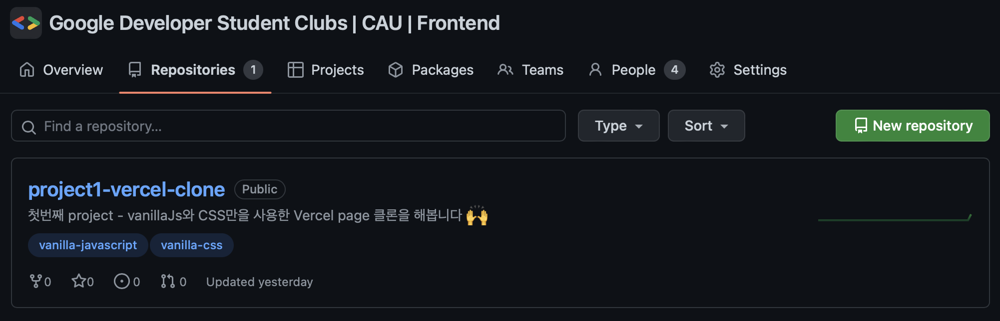 Google Developer Student Clubs | CAU | Frontend
Overview Repositories 1 Projects Packages Teams People 4 Settings
Find a repository... Type Sort New repository
project1-vercel-clone Public
첫번째 project - vanillaJs와 CSS만을 사용한 Vercel page 클론을 해봅니다 🙌
vanilla-javascript vanilla-css
0 0 0 0 Updated yesterday